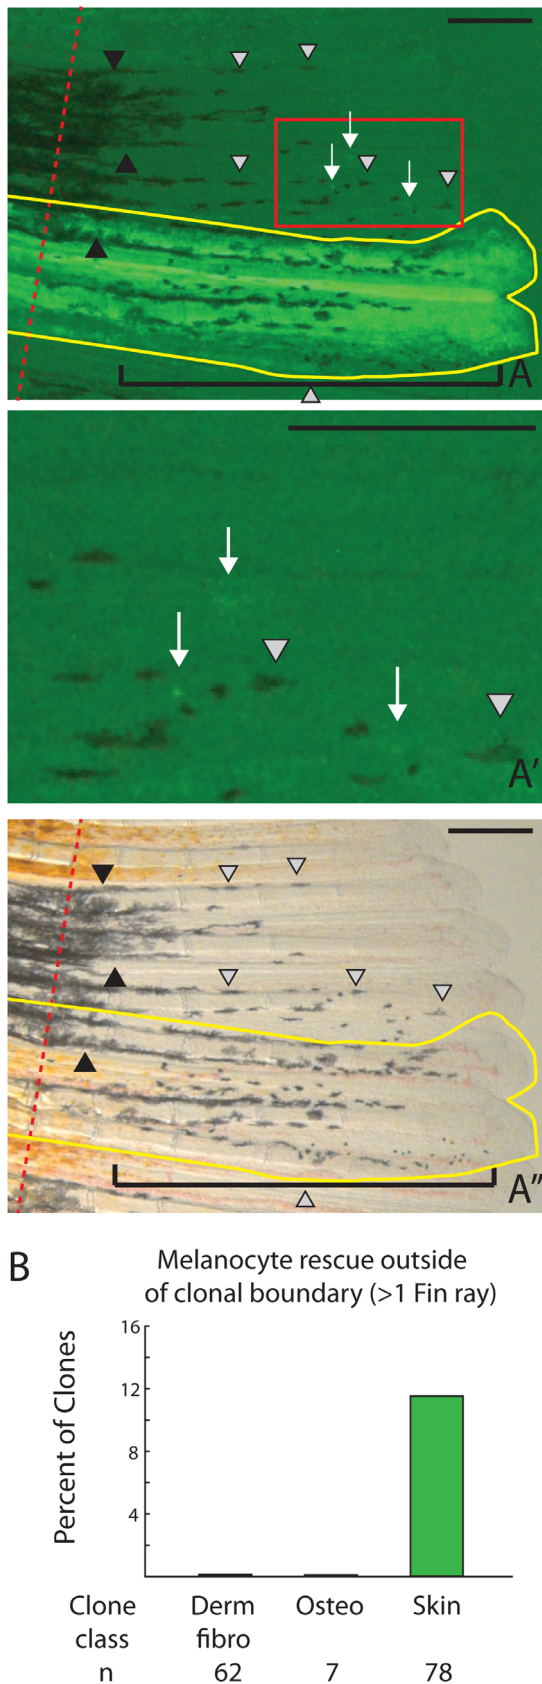 A
A′
A″
B
Melanocyte rescue outside
of clonal boundary (>1 Fin ray)
Percent of Clones
16
12
8
4
Clone
class
Derm
fibro
Osteo
Skin
n
62
7
78